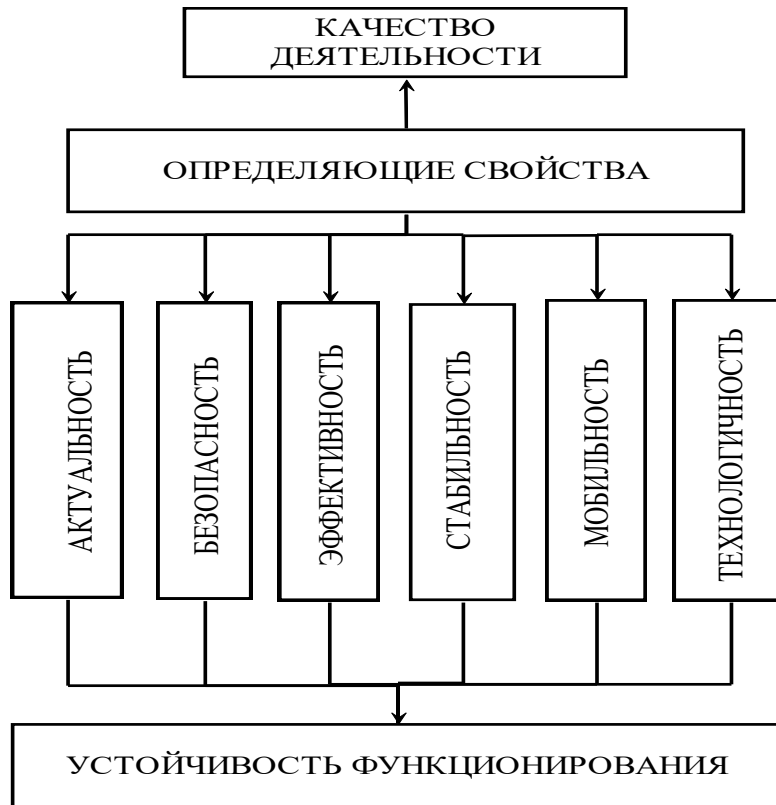 КАЧЕСТВО
ДЕЯТЕЛЬНОСТИ
ОПРЕДЕЛЯЮЩИЕ СВОЙСТВА
АКТУАЛЬНОСТЬ
БЕЗОПАСНОСТЬ
ЭФФЕКТИВНОСТЬ
СТАБИЛЬНОСТЬ
МОБИЛЬНОСТЬ
ТЕХНОЛОГИЧНОСТЬ
УСТОЙЧИВОСТЬ ФУНКЦИОНИРОВАНИЯ